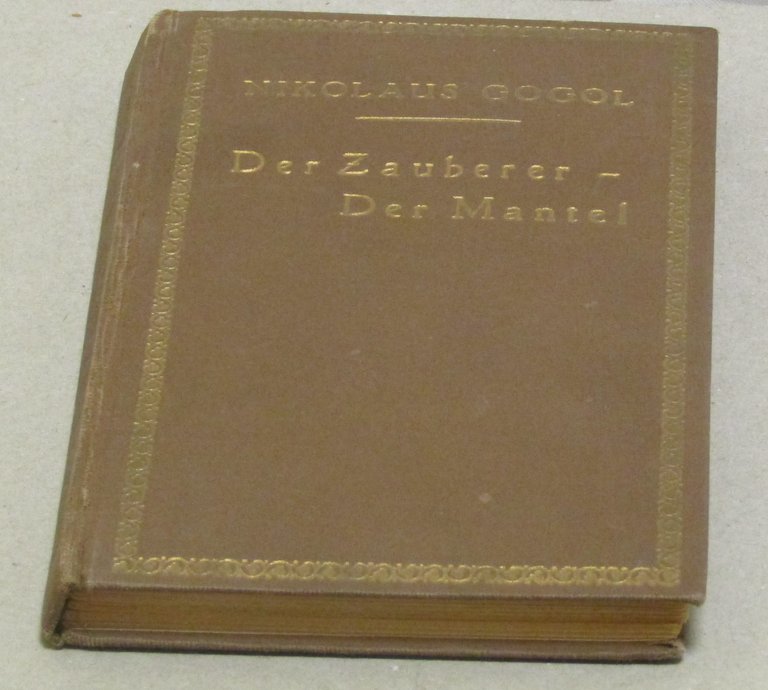 NIKOLAUS GOGOL
Der Zauberer –
Der Mantel